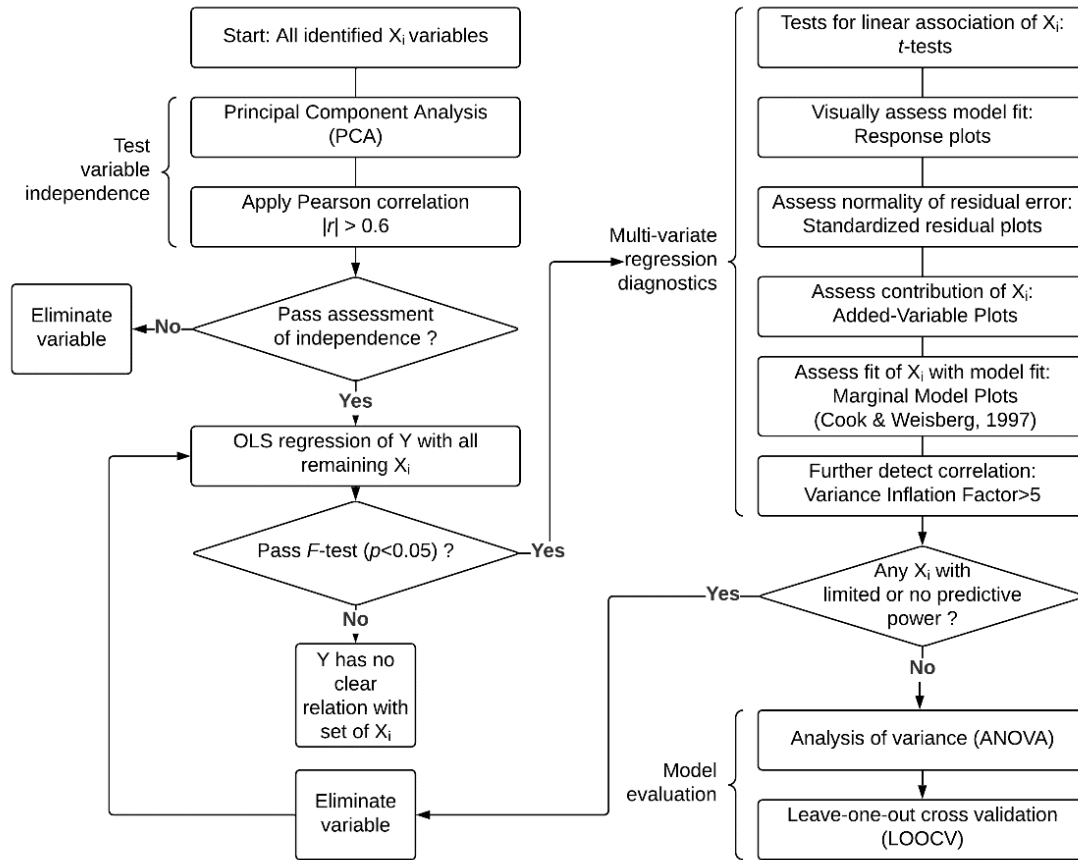 Start: All identified Xi variables
Test
variable
independence
Principal Component Analysis
(PCA)
Apply Pearson correlation
|r| > 0.6
Pass assessment
of independence ?
No
Eliminate
variable
Yes
OLS regression of Y with all
remaining Xi
Pass F-test (p<0.05) ?
Yes
No
Y has no
clear
relation with
set of Xi
Eliminate
variable
Multi-variate
regression
diagnostics
Tests for linear association of Xi:
t-tests
Visually assess model fit:
Response plots
Assess normality of residual error:
Standardized residual plots
Assess contribution of Xi:
Added-Variable Plots
Assess fit of Xi with model fit:
Marginal Model Plots
(Cook & Weisberg, 1997)
Further detect correlation:
Variance Inflation Factor>5
Any Xi with
limited or no predictive
power ?
Yes
No
Model
evaluation
Analysis of variance (ANOVA)
Leave-one-out cross validation
(LOOCV)